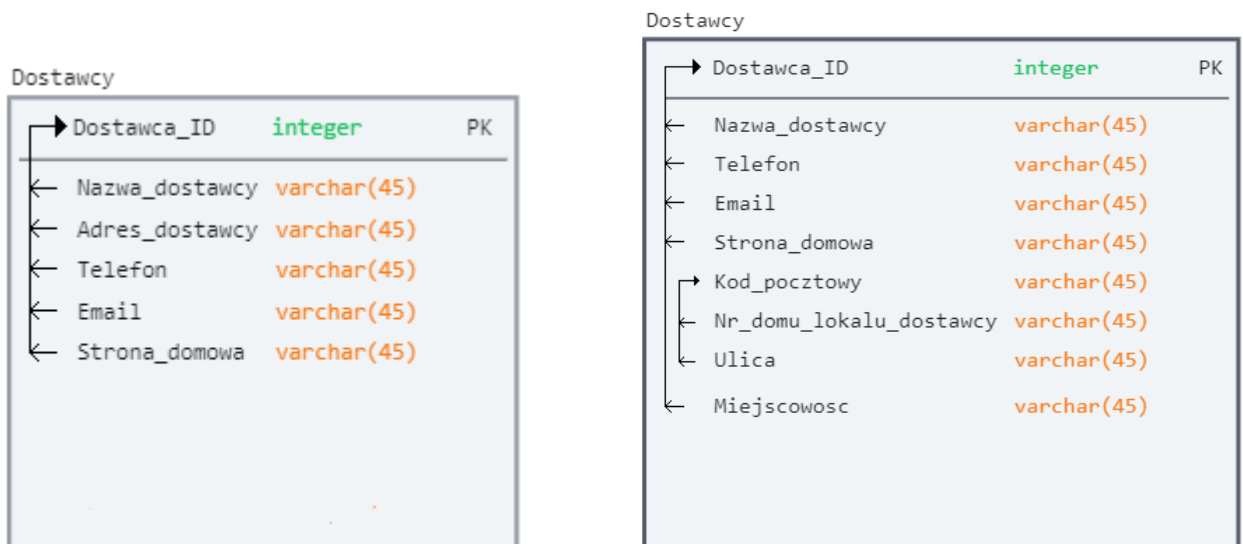 Dostawcy
Dostawca_ID integer PK
Nazwa_dostawcy varchar(45)
Adres_dostawcy varchar(45)
Telefon varchar(45)
Email varchar(45)
Strona_domowa varchar(45)
Dostawcy
Dostawca_ID integer PK
Nazwa_dostawcy varchar(45)
Telefon varchar(45)
Email varchar(45)
Strona_domowa varchar(45)
Kod_pocztowy varchar(45)
Nr_domu_lokalu_dostawcy varchar(45)
Ulica varchar(45)
Miejscowosc varchar(45)